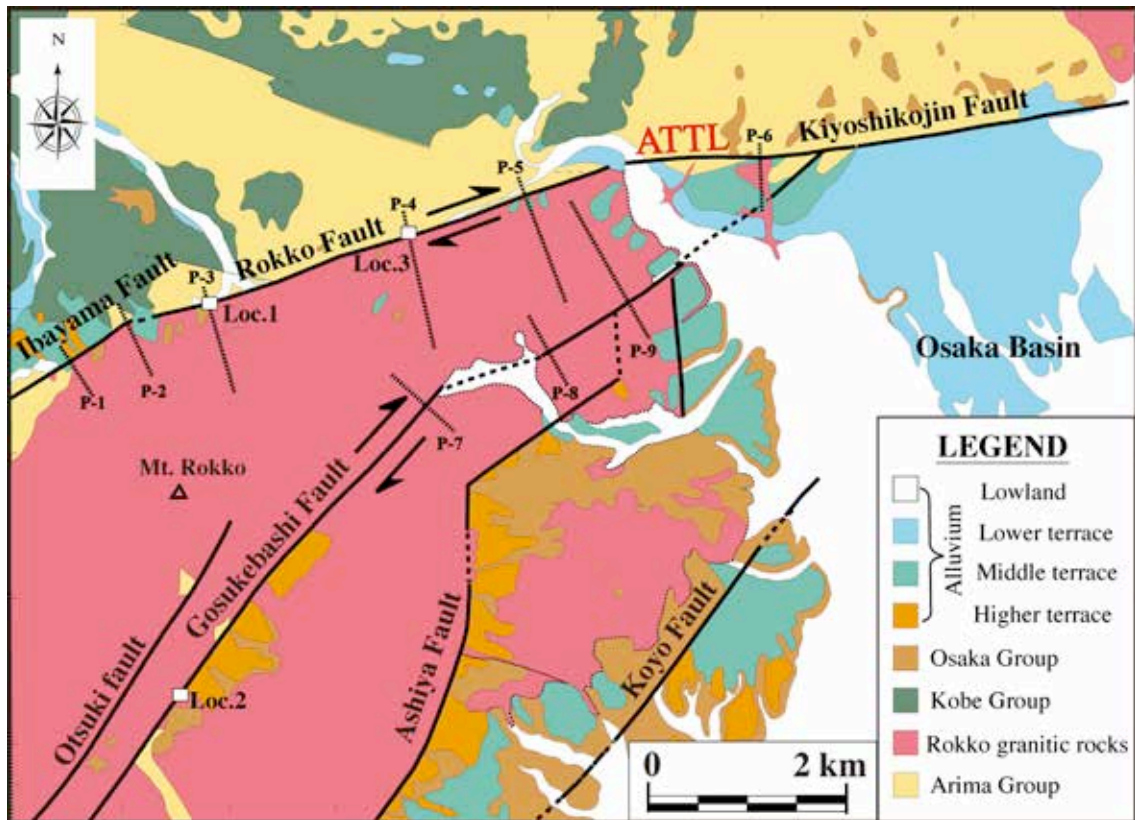 N
ATTL
P-6
Kiyoshikojin Fault
P-5
P-4
Rokko Fault
Loc.3
P-3
Loc.1
Ibayama Fault
P-1
P-2
P-9
P-8
P-7
Osaka Basin
Mt. Rokko
Gosukebashi Fault
Otsuki fault
Loc.2
Ashiya Fault
Koyo Fault
0 2 km
LEGEND
Lowland
Lower terrace
Middle terrace
Higher terrace
Alluvium
Osaka Group
Kobe Group
Rokko granitic rocks
Arima Group